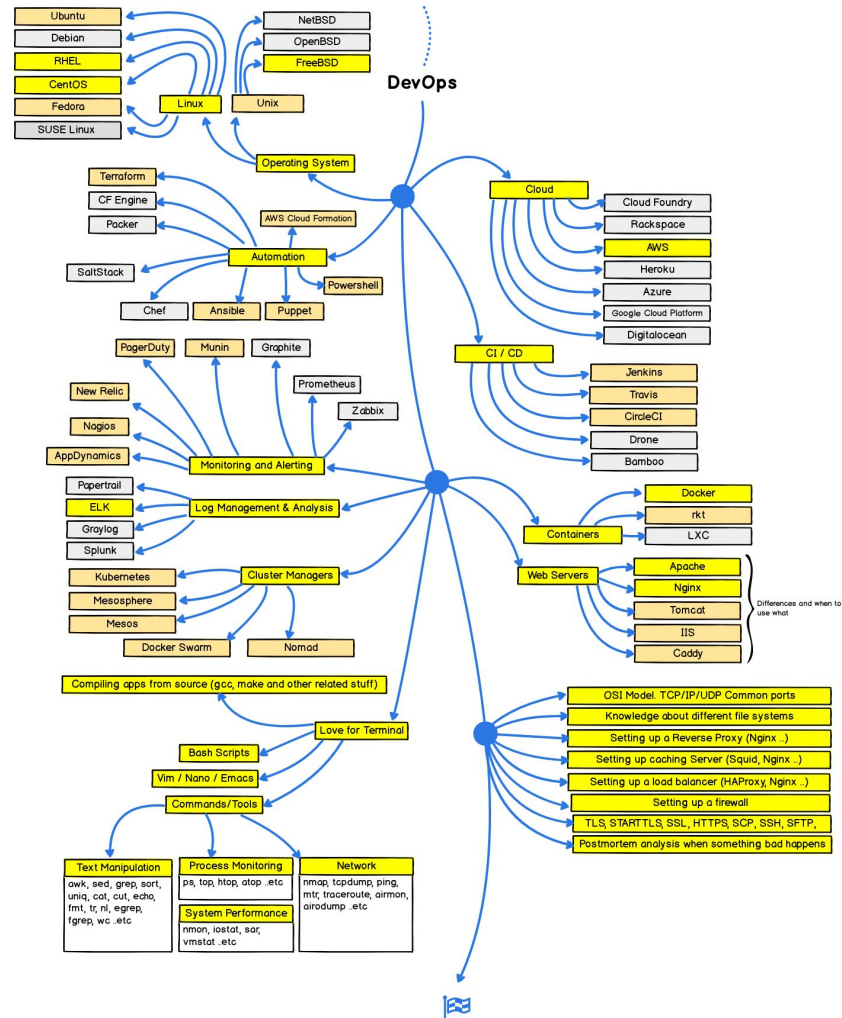 DevOps
Ubuntu
Debian
RHEL
CentOS
Fedora
SUSE Linux
Linux
NetBSD
OpenBSD
FreeBSD
Unix
Operating System
Terraform
CF Engine
Packer
AWS Cloud Formation
Automation
SaltStack
Powershell
Chef
Ansible
Puppet
Cloud
Cloud Foundry
Rackspace
AWS
Heroku
Azure
Google Cloud Platform
Digitalocean
CI / CD
Jenkins
Travis
CircleCI
Drone
Bamboo
PagerDuty
Munin
Graphite
Prometheus
Zabbix
New Relic
Nagios
AppDynamics
Monitoring and Alerting
Papertrail
ELK
Graylog
Splunk
Log Management & Analysis
Cluster Managers
Kubernetes
Mesosphere
Mesos
Docker Swarm
Nomad
Containers
Docker
rkt
LXC
Web Servers
Apache
Nginx
Tomcat
IIS
Caddy
Differences and when to
use what
Compiling apps from source (gcc, make and other related stuff)
Love for Terminal
Bash Scripts
Vim / Nano / Emacs
Commands/Tools
Text Manipulation
awk, sed, grep, sort,
uniq, cat, cut, echo,
fmt, tr, nl, egrep,
fgrep, wc ..etc
Process Monitoring
ps, top, htop, atop ..etc
System Performance
nmon, iostat, sar,
vmstat ..etc
Network
nmap, tcpdump, ping,
mtr, traceroute, airmon,
airodump ..etc
OSI Model. TCP/IP/UDP Common ports
Knowledge about different file systems
Setting up a Reverse Proxy (Nginx ..)
Setting up caching Server (Squid, Nginx ..)
Setting up a load balancer (HAProxy, Nginx ..)
Setting up a firewall
TLS, STARTTLS, SSL, HTTPS, SCP, SSH, SFTP,
Postmortem analysis when something bad happens